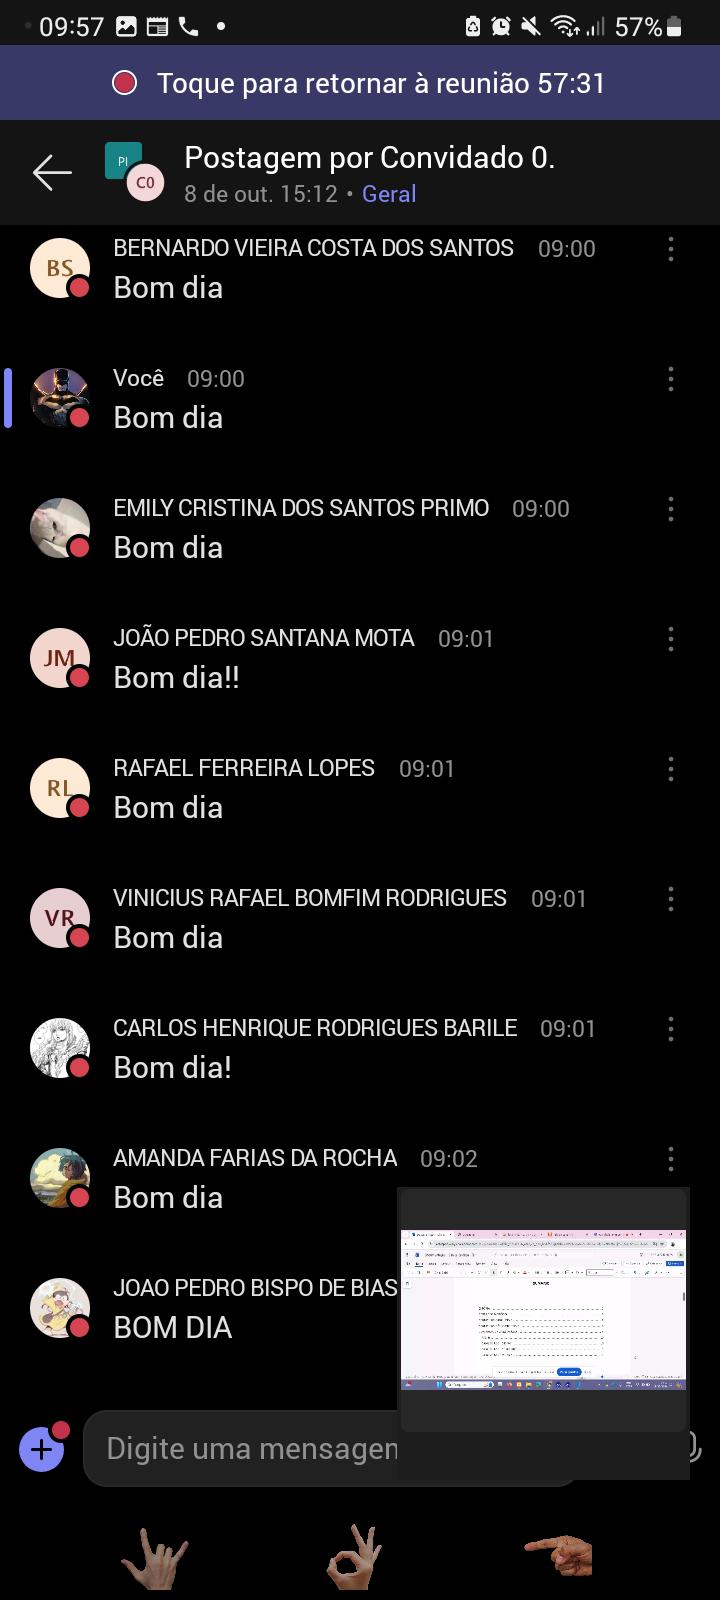 09:57
57%
Toque para retornar à reunião 57:31
PI
C0
Postagem por Convidado 0.
8 de out. 15:12 • Geral
BS
BERNARDO VIEIRA COSTA DOS SANTOS 09:00
Bom dia
Você 09:00
Bom dia
EMILY CRISTINA DOS SANTOS PRIMO 09:00
Bom dia
JM
JOÃO PEDRO SANTANA MOTA 09:01
Bom dia!!
RL
RAFAEL FERREIRA LOPES 09:01
Bom dia
VR
VINICIUS RAFAEL BOMFIM RODRIGUES 09:01
Bom dia
CARLOS HENRIQUE RODRIGUES BARILE 09:01
Bom dia!
AMANDA FARIAS DA ROCHA 09:02
Bom dia
JOAO PEDRO BISPO DE BIAS
BOM DIA
Digite uma mensagen